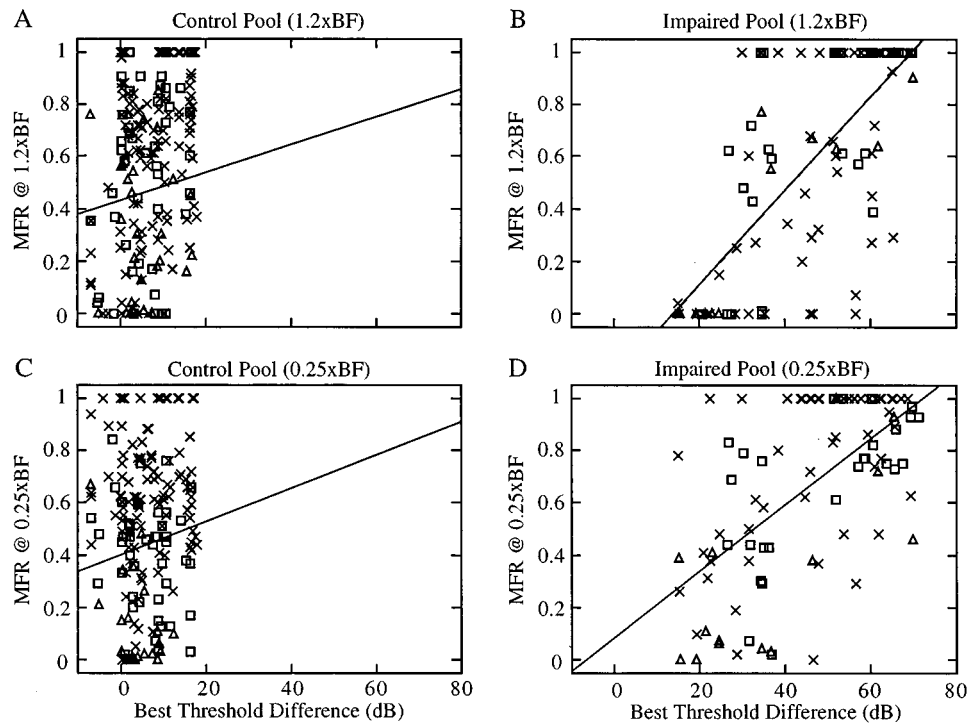 A
Control Pool (1.2xBF)
MFR @ 1.2xBF
1
0.8
0.6
0.4
0.2
0
B
Impaired Pool (1.2xBF)
MFR @ 1.2xBF
1
0.8
0.6
0.4
0.2
0
C
Control Pool (0.25xBF)
MFR @ 0.25xBF
1
0.8
0.6
0.4
0.2
0
0 20 40 60 80
Best Threshold Difference (dB)
D
Impaired Pool (0.25xBF)
MFR @ 0.25xBF
1
0.8
0.6
0.4
0.2
0
0 20 40 60 80
Best Threshold Difference (dB)